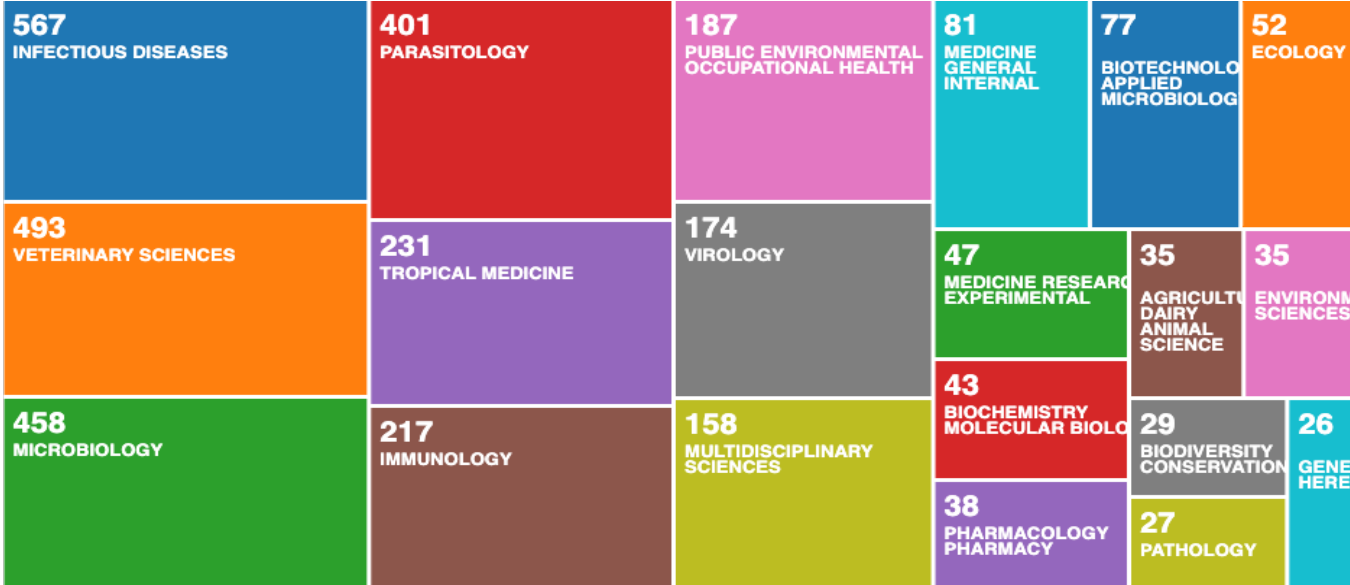 567
INFECTIOUS DISEASES
493
VETERINARY SCIENCES
458
MICROBIOLOGY
401
PARASITOLOGY
231
TROPICAL MEDICINE
217
IMMUNOLOGY
187
PUBLIC ENVIRONMENTAL
OCCUPATIONAL HEALTH
174
VIROLOGY
158
MULTIDISCIPLINARY
SCIENCES
81
MEDICINE
GENERAL
INTERNAL
77
BIOTECHNOLO
APPLIED
MICROBIOLOG
52
ECOLOGY
47
MEDICINE RESEARC
EXPERIMENTAL
43
BIOCHEMISTRY
MOLECULAR BIOLO
38
PHARMACOLOGY
PHARMACY
35
AGRICULTU
DAIRY
ANIMAL
SCIENCE
35
ENVIRONM
SCIENCES
29
BIODIVERSITY
CONSERVATION
27
PATHOLOGY
26
GENE
HERE